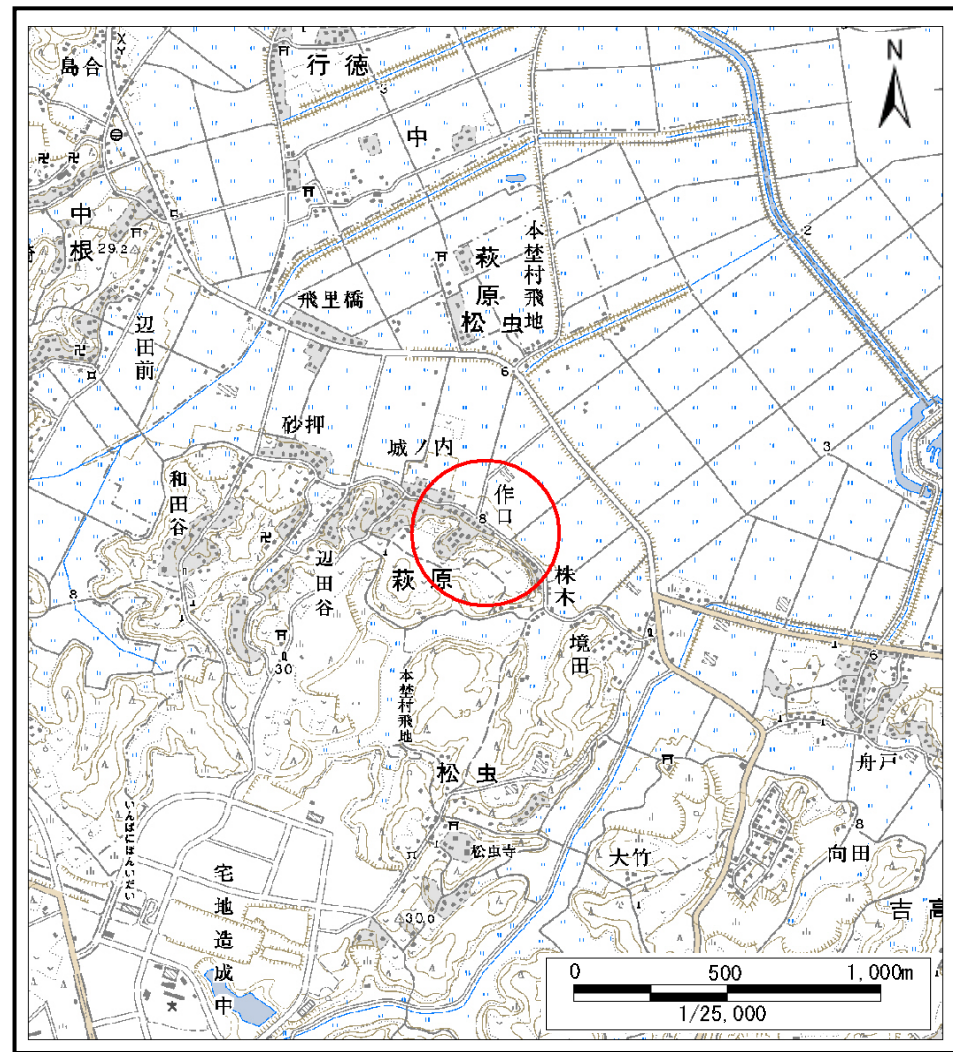 島合
行徳
N
3
中
中根
29.2
2
萩原
松虫
本埜村飛地
飛里橋
辺田前
6
砂押
城ノ内
3
和田谷
作口
8
辺田谷
萩原
株木
8
境田
30
6
本埜村飛地
舟戸
松虫
松虫寺
大竹
8
向田
いんばにほんいだい
宅地造成中
30.0
吉高
0 500 1,000m
1/25,000